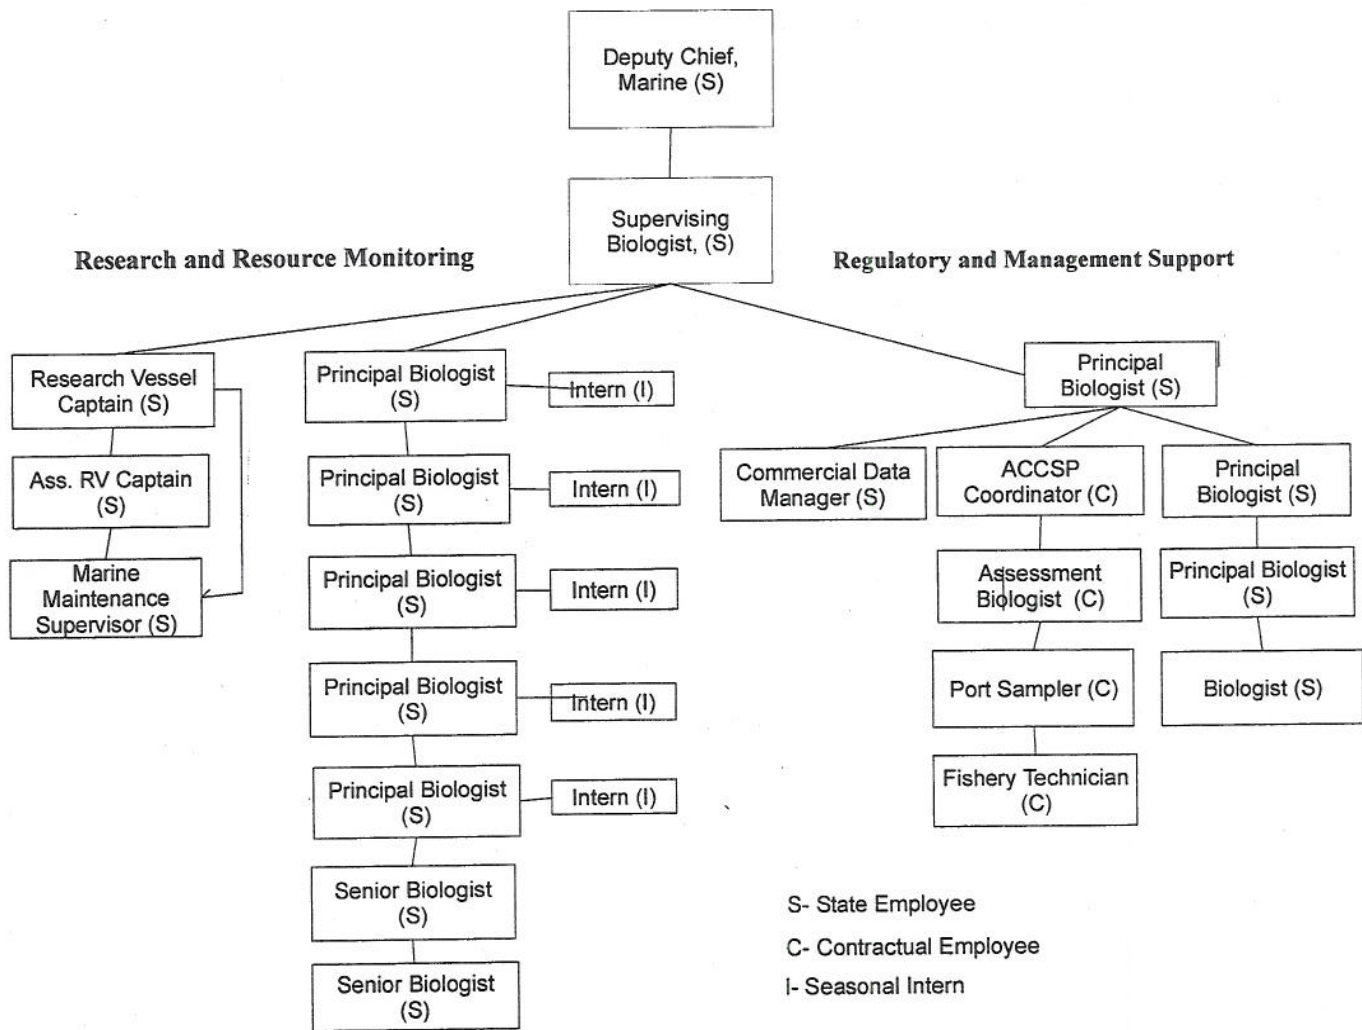 Deputy Chief,
Marine (S)
Supervising
Biologist, (S)
Research and Resource Monitoring
Regulatory and Management Support
Research Vessel
Captain (S)
Ass. RV Captain
(S)
Marine
Maintenance
Supervisor (S)
Principal Biologist
(S)
Intern (I)
Principal Biologist
(S)
Intern (I)
Principal Biologist
(S)
Intern (I)
Principal Biologist
(S)
Intern (I)
Principal Biologist
(S)
Intern (I)
Senior Biologist
(S)
Senior Biologist
(S)
Principal
Biologist (S)
Commercial Data
Manager (S)
ACCSP
Coordinator (C)
Assessment
Biologist (C)
Port Sampler (C)
Fishery Technician
(C)
Principal
Biologist (S)
Principal Biologist
(S)
Biologist (S)
S- State Employee
C- Contractual Employee
I- Seasonal Intern